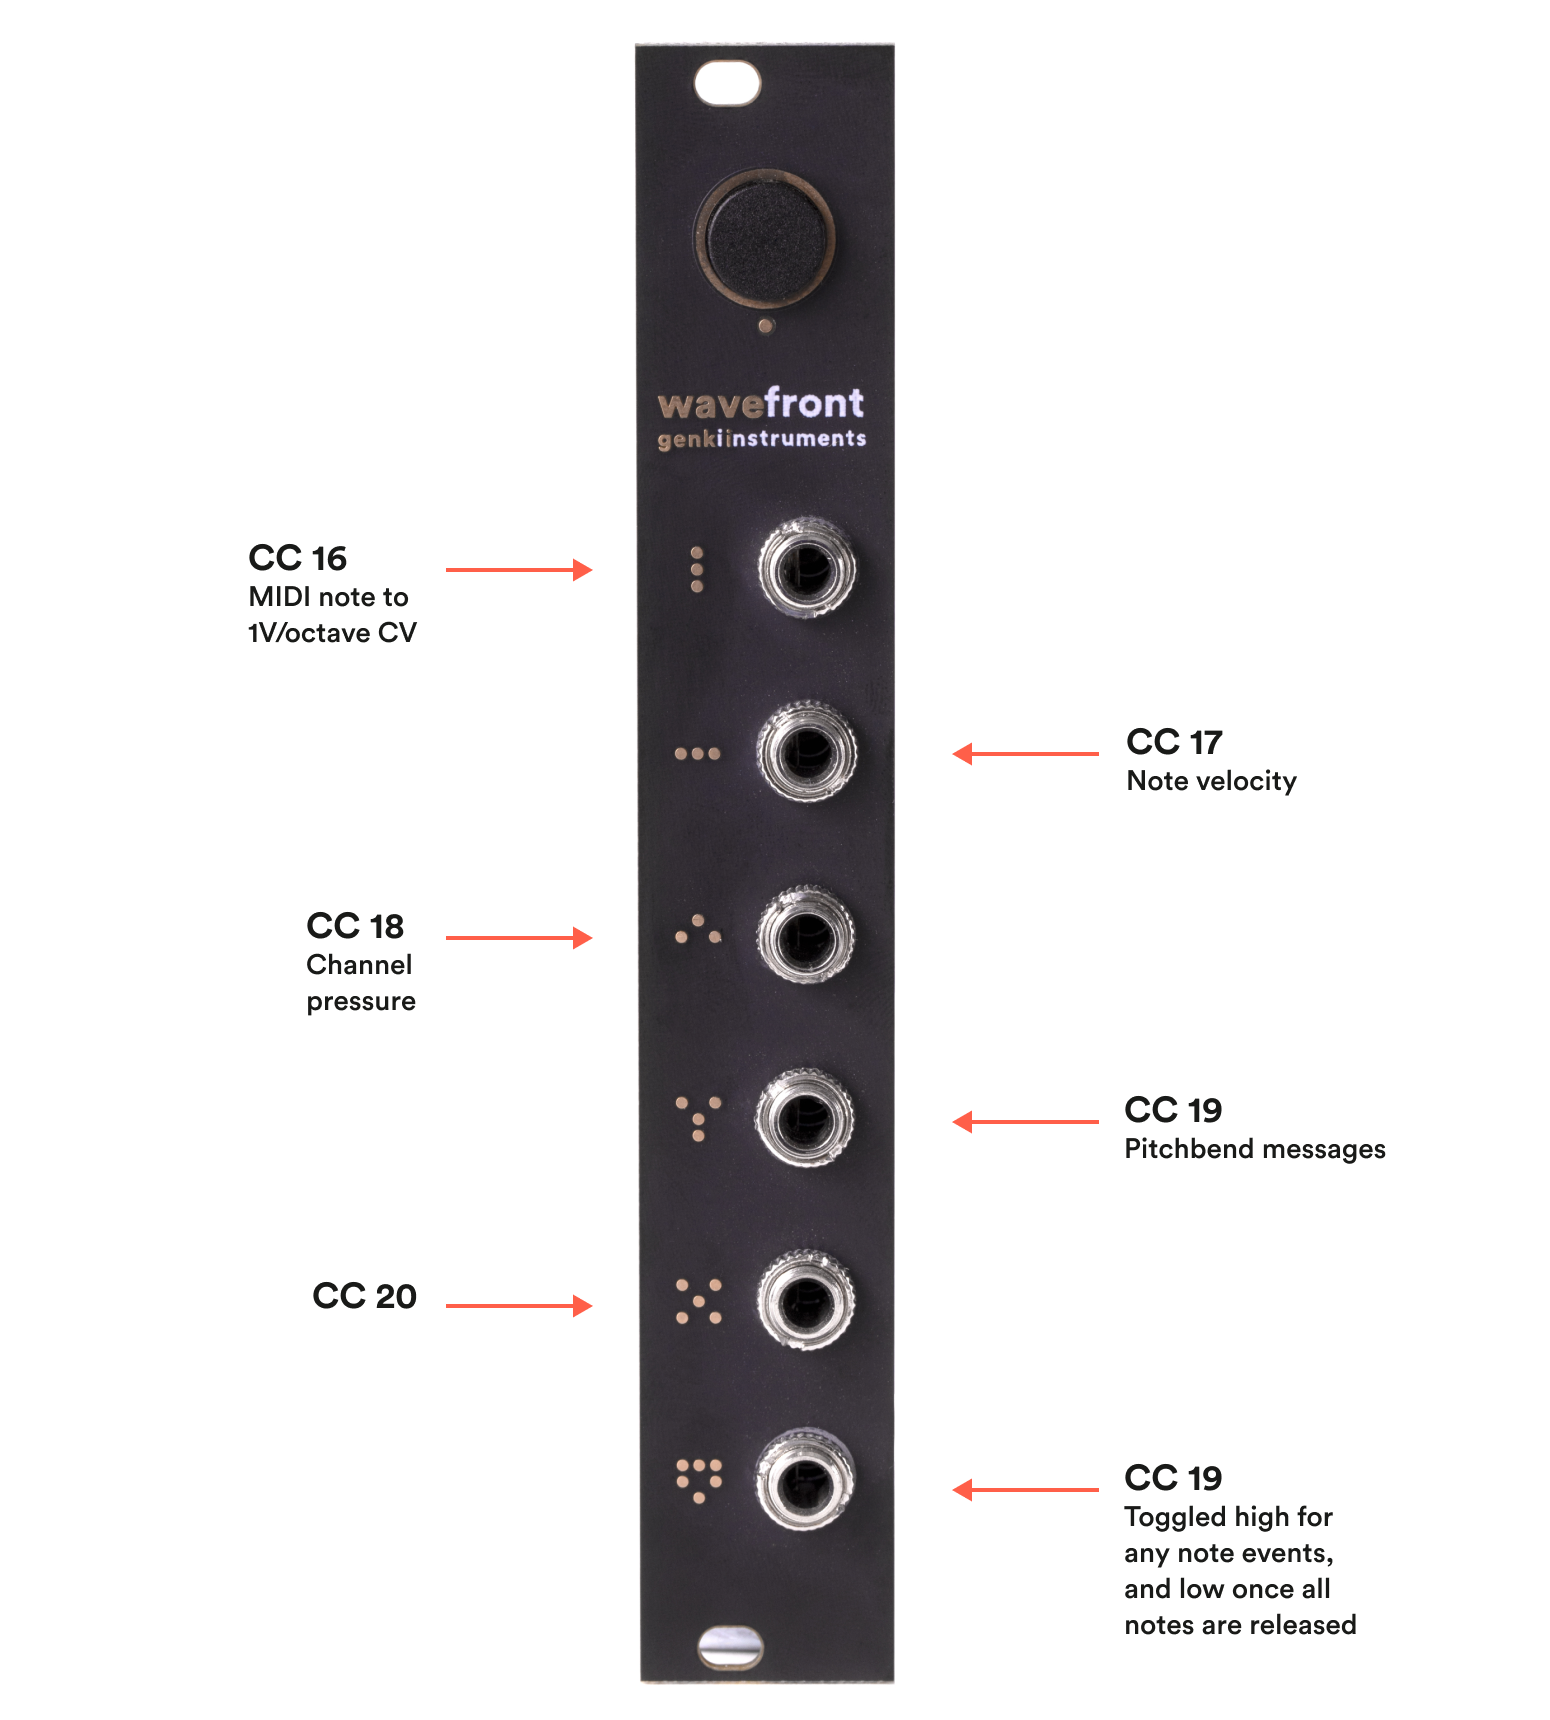 wavefront
genkiinstruments
CC 16
MIDI note to
1V/octave CV
CC 17
Note velocity
CC 18
Channel
pressure
CC 19
Pitchbend messages
CC 20
CC 19
Toggled high for
any note events,
and low once all
notes are released